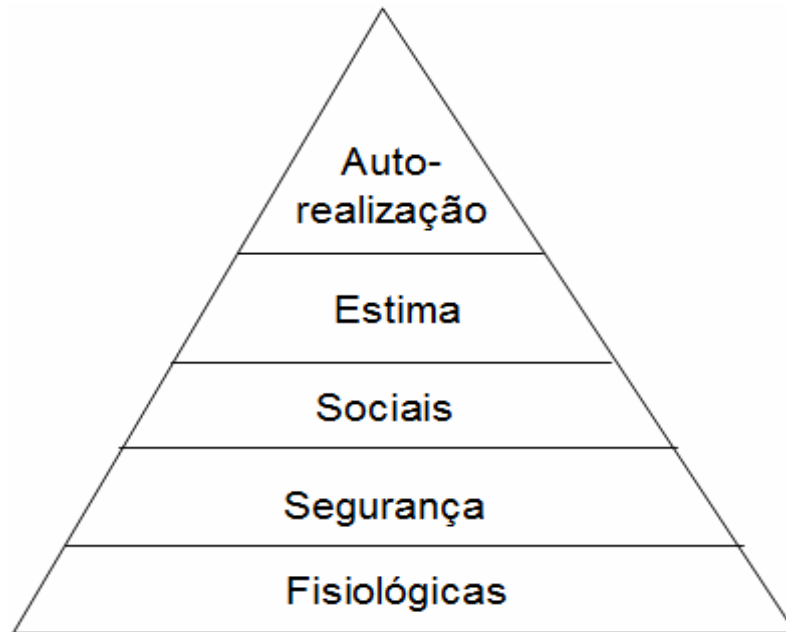 Auto-
realização
Estima
Sociais
Segurança
Fisiológicas